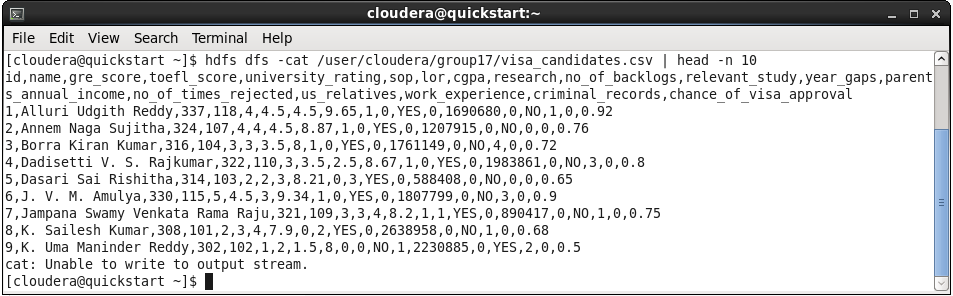 cloudera@quickstart:~
File Edit View Search Terminal Help
[cloudera@quickstart ~]$ hdfs dfs -cat /user/cloudera/group17/visa_candidates.csv | head -n 10
id,name,gre_score,toefl_score,university_rating,sop,lor,cgpa,research,no_of_backlogs,relevant_study,year_gaps,parent
s_annual_income,no_of_times_rejected,us_relatives,work_experience,criminal_records,chance_of_visa_approval
1,Alluri Udgith Reddy,337,118,4,4.5,4.5,9.65,1,0,YES,0,1690680,0,NO,1,0,0.92
2,Annem Naga Sujitha,324,107,4,4,4.5,8.87,1,0,YES,0,1207915,0,NO,0,0,0.76
3,Borra Kiran Kumar,316,104,3,3,3.5,8,1,0,YES,0,1761149,0,NO,4,0,0.72
4,Dadisetti V. S. Rajkumar,322,110,3,3.5,2.5,8.67,1,0,YES,0,1983861,0,NO,3,0,0.8
5,Dasari Sai Rishitha,314,103,2,2,3,8.21,0,3,YES,0,588408,0,NO,0,0,0.65
6,J. V. M. Amulya,330,115,5,4.5,3,9.34,1,0,YES,0,1807799,0,NO,3,0,0.9
7,Jampana Swamy Venkata Rama Raju,321,109,3,3,4,8.2,1,1,YES,0,890417,0,NO,1,0,0.75
8,K. Sailesh Kumar,308,101,2,3,4,7.9,0,2,YES,0,2638958,0,NO,1,0,0.68
9,K. Uma Maninder Reddy,302,102,1,2,1.5,8,0,0,NO,1,2230885,0,YES,2,0,0.5
cat: Unable to write to output stream.
[cloudera@quickstart ~]$